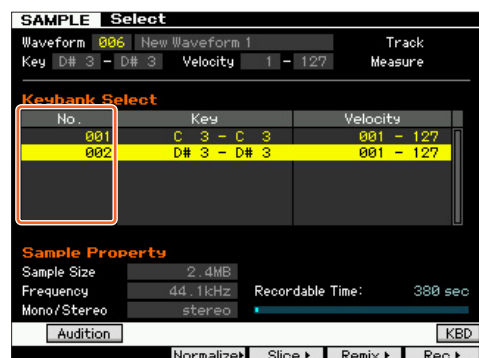 SAMPLE Select
Waveform 006 New Waveform 1 Track
Key D# 3 - D# 3 Velocity 1 - 127 Measure
Keybank Select
No. Key Velocity
001 C 3 - C 3 001 - 127
002 D# 3 - D# 3 001 - 127
Sample Property
Sample Size 2.4MB
Frequency 44.1kHz Recordable Time: 380 sec
Mono/Stereo stereo
Audition KBD
Normalize Slice Remix Rec